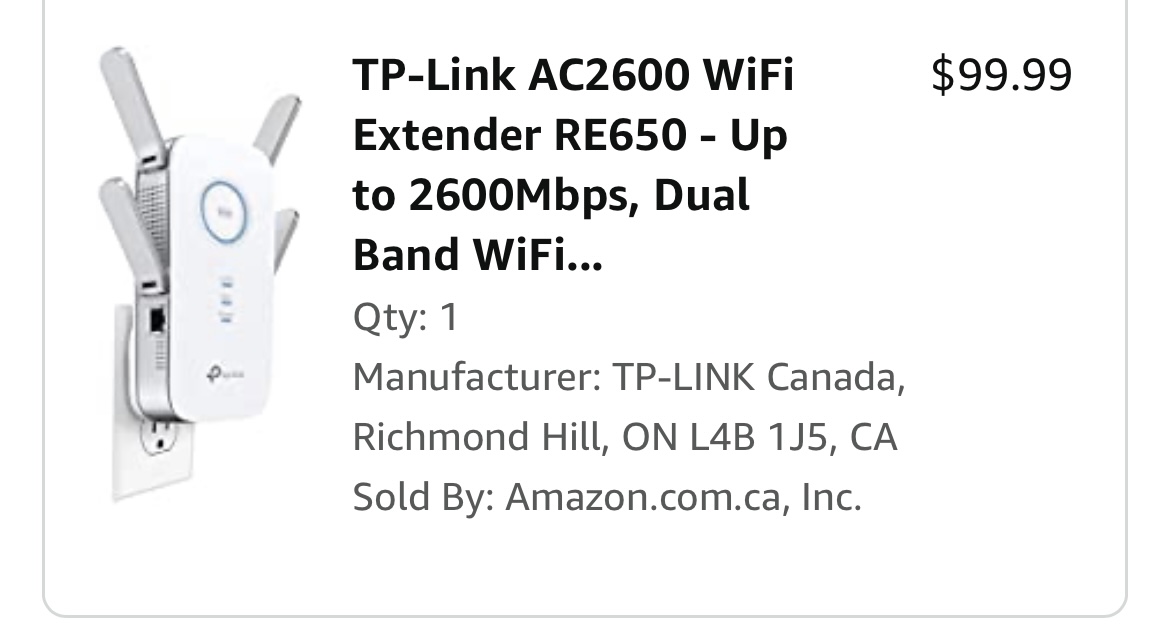 TP-Link AC2600 WiFi
Extender RE650 - Up
to 2600Mbps, Dual
Band WiFi...
$99.99
Qty: 1
Manufacturer: TP-LINK Canada,
Richmond Hill, ON L4B 1J5, CA
Sold By: Amazon.com.ca, Inc.